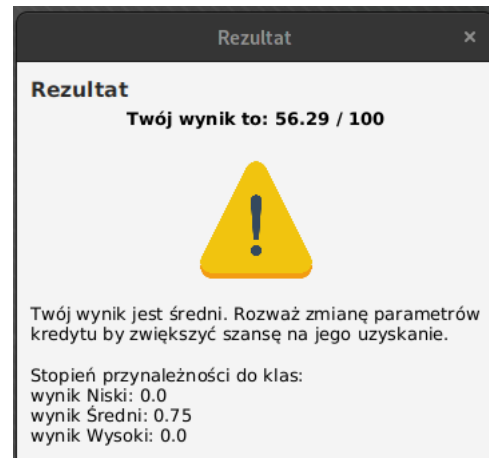 Rezultat
Rezultat
Twój wynik to: 56.29 / 100
Twój wynik jest średni. Rozważ zmianę parametrów
kredytu by zwiększyć szansę na jego uzyskanie.
Stopień przynależności do klas:
wynik Niski: 0.0
wynik Średni: 0.75
wynik Wysoki: 0.0